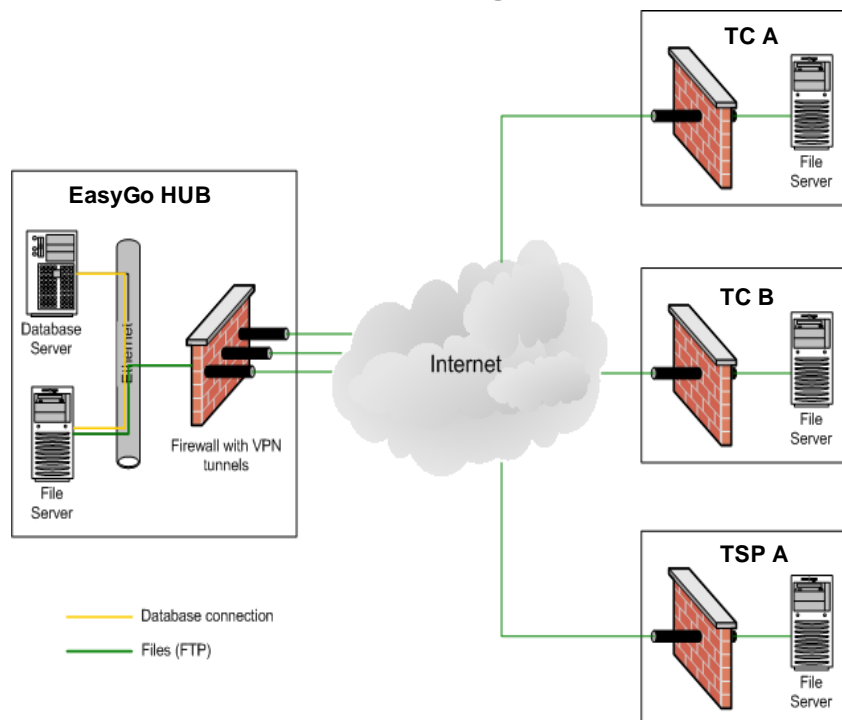 TC A
File
Server
EasyGo HUB
Database
Server
Ethernet
File
Server
Firewall with VPN
tunnels
Internet
TC B
File
Server
TSP A
File
Server
Database connection
Files (FTP)